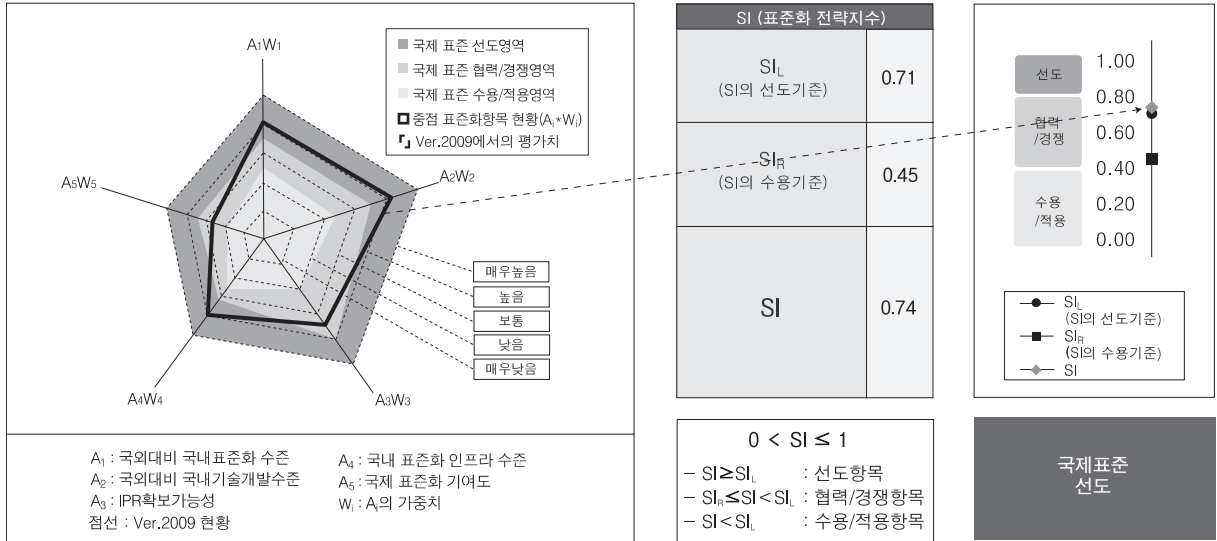 A₁W₁
A₂W₂
A₃W₃
A₄W₄
A₅W₅
국제 표준 선도영역
국제 표준 협력/경쟁영역
국제 표준 수용/적용영역
중점 표준화항목 현황(Aᵢ*Wᵢ)
Ver.2009에서의 평가치
매우높음
높음
보통
낮음
매우낮음
A₁ : 국외대비 국내표준화 수준
A₂ : 국외대비 국내기술개발수준
A₃ : IPR확보가능성
점선 : Ver.2009 현황
A₄ : 국내 표준화 인프라 수준
A₅ : 국제 표준화 기여도
Wᵢ : Aᵢ의 가중치
SI (표준화 전략지수)
SI_L
(SI의 선도기준)
0.71
SI_R
(SI의 수용기준)
0.45
SI
0.74
0 < SI ≤ 1
– SI≥SI_L : 선도항목
– SI_R≤SI<SI_L : 협력/경쟁항목
– SI<SI_L : 수용/적용항목
선도
협력
/경쟁
수용
/적용
1.00
0.80
0.60
0.40
0.20
0.00
SI_L
(SI의 선도기준)
SI_R
(SI의 수용기준)
SI
국제표준
선도